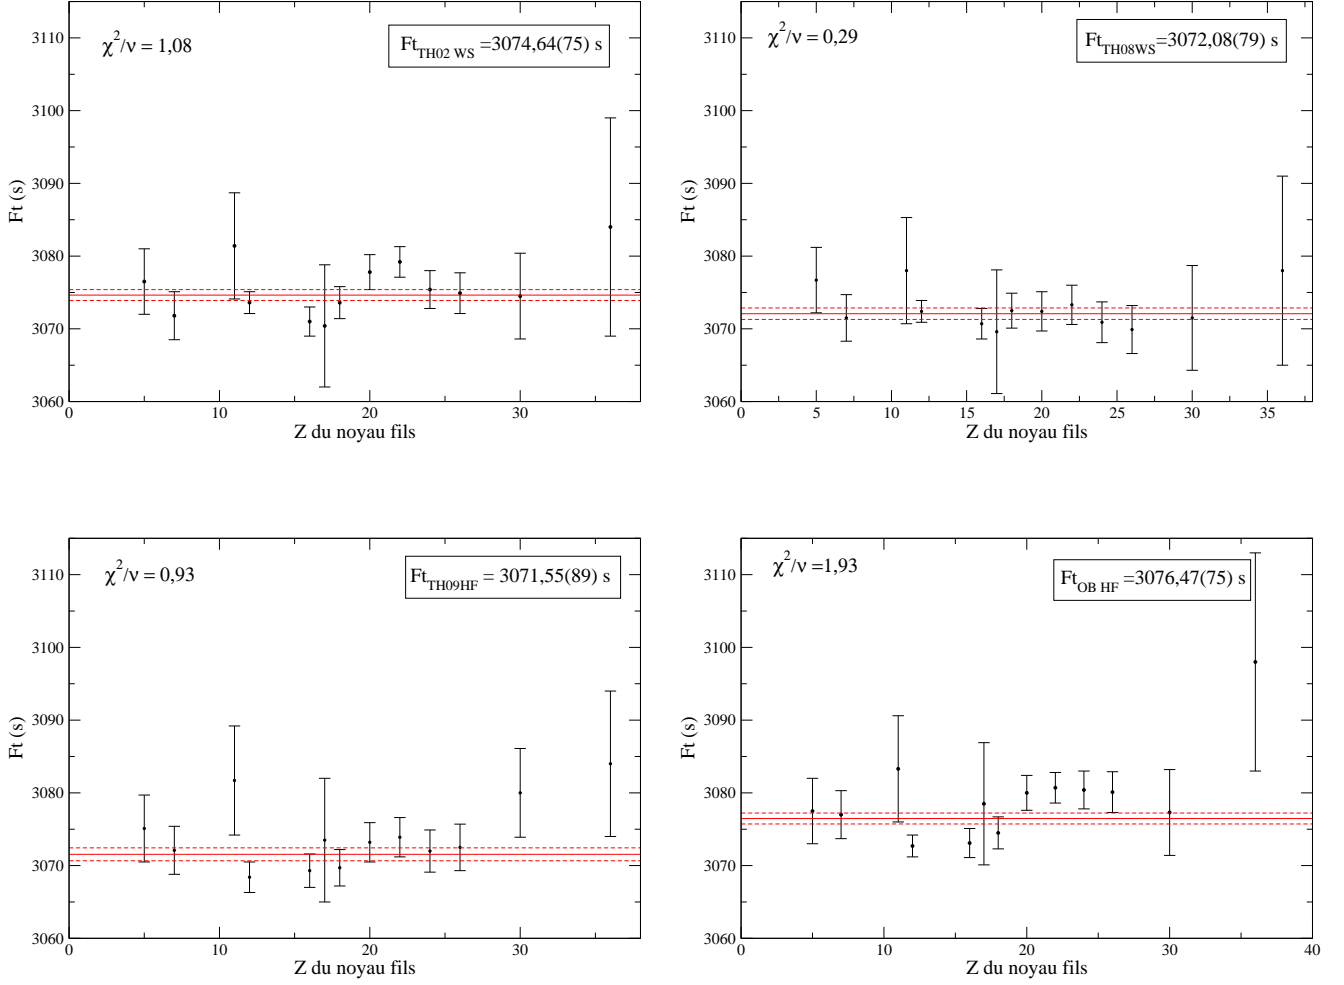 χ²/ν = 1,08
Ft_TH02 WS =3074,64(75) s
3110
3100
3090
3080
3070
3060
Ft (s)
0 10 20 30
Z du noyau fils
χ²/ν = 0,29
Ft_TH08WS=3072,08(79) s
3110
3100
3090
3080
3070
3060
Ft (s)
0 5 10 15 20 25 30 35
Z du noyau fils
χ²/ν = 0,93
Ft_TH09HF = 3071,55(89) s
3110
3100
3090
3080
3070
3060
Ft (s)
0 10 20 30
Z du noyau fils
χ²/ν =1,93
Ft_OB HF =3076,47(75) s
3110
3100
3090
3080
3070
3060
Ft (s)
0 10 20 30 40
Z du noyau fils